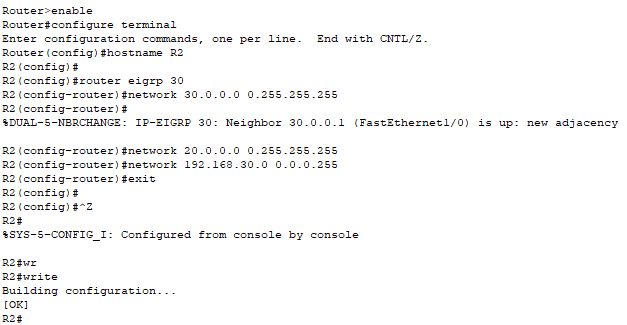 Router>enable
Router#configure terminal
Enter configuration commands, one per line.  End with CNTL/Z.
Router(config)#hostname R2
R2(config)#
R2(config)#router eigrp 30
R2(config-router)#network 30.0.0.0 0.255.255.255
R2(config-router)#
%DUAL-5-NBRCHANGE: IP-EIGRP 30: Neighbor 30.0.0.1 (FastEthernet1/0) is up: new adjacency
R2(config-router)#network 20.0.0.0 0.255.255.255
R2(config-router)#network 192.168.30.0 0.0.0.255
R2(config-router)#exit
R2(config)#
R2(config)#^Z
R2#
%SYS-5-CONFIG_I: Configured from console by console
R2#wr
R2#write
Building configuration...
[OK]
R2#